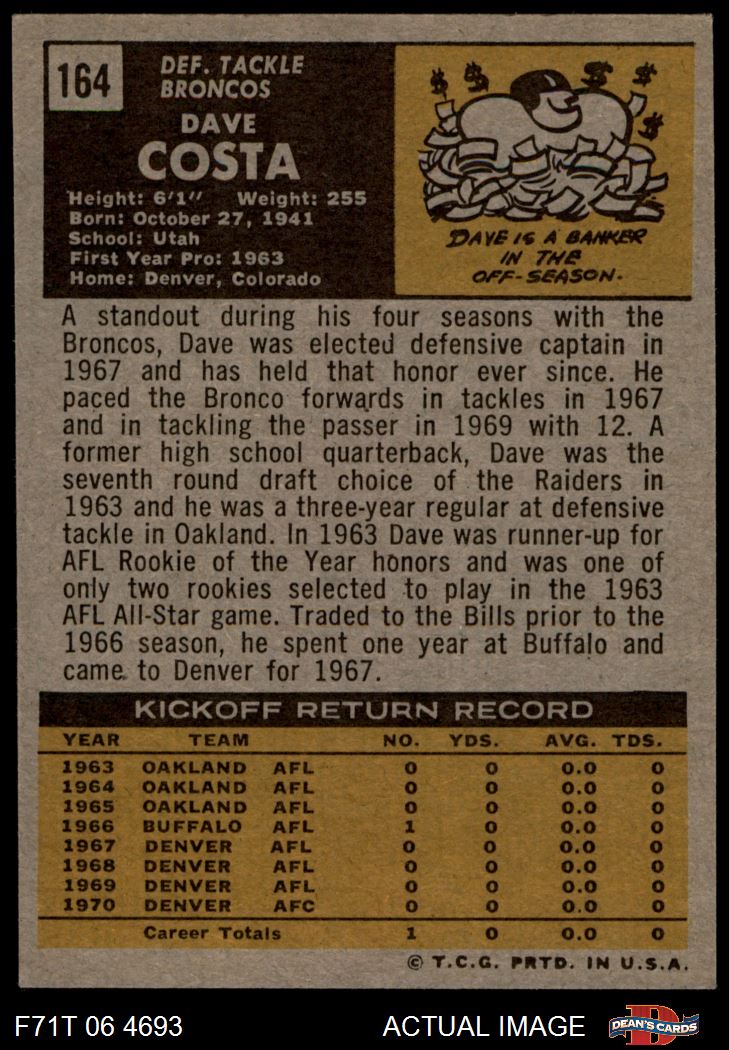 164
DEF. TACKLE
BRONCOS
DAVE
COSTA
Height: 6'1" Weight: 255
Born: October 27, 1941
School: Utah
First Year Pro: 1963
Home: Denver, Colorado
$ $ $ $ $
DAVE IS A BANKER
IN THE
OFF-SEASON.
A standout during his four seasons with the
Broncos, Dave was elected defensive captain in
1967 and has held that honor ever since. He
paced the Bronco forwards in tackles in 1967
and in tackling the passer in 1969 with 12. A
former high school quarterback, Dave was the
seventh round draft choice of the Raiders in
1963 and he was a three-year regular at defensive
tackle in Oakland. In 1963 Dave was runner-up for
AFL Rookie of the Year honors and was one of
only two rookies selected to play in the 1963
AFL All-Star game. Traded to the Bills prior to the
1966 season, he spent one year at Buffalo and
came to Denver for 1967.
KICKOFF RETURN RECORD
YEAR TEAM NO. YDS. AVG. TDS.
1963 OAKLAND AFL 0 0 0.0 0
1964 OAKLAND AFL 0 0 0.0 0
1965 OAKLAND AFL 0 0 0.0 0
1966 BUFFALO AFL 1 0 0.0 0
1967 DENVER AFL 0 0 0.0 0
1968 DENVER AFL 0 0 0.0 0
1969 DENVER AFL 0 0 0.0 0
1970 DENVER AFC 0 0 0.0 0
Career Totals 1 0 0.0 0
© T.C.G. PRTD. IN U.S.A.
F71T 06 4693 ACTUAL IMAGE D DEAN'S CARDS